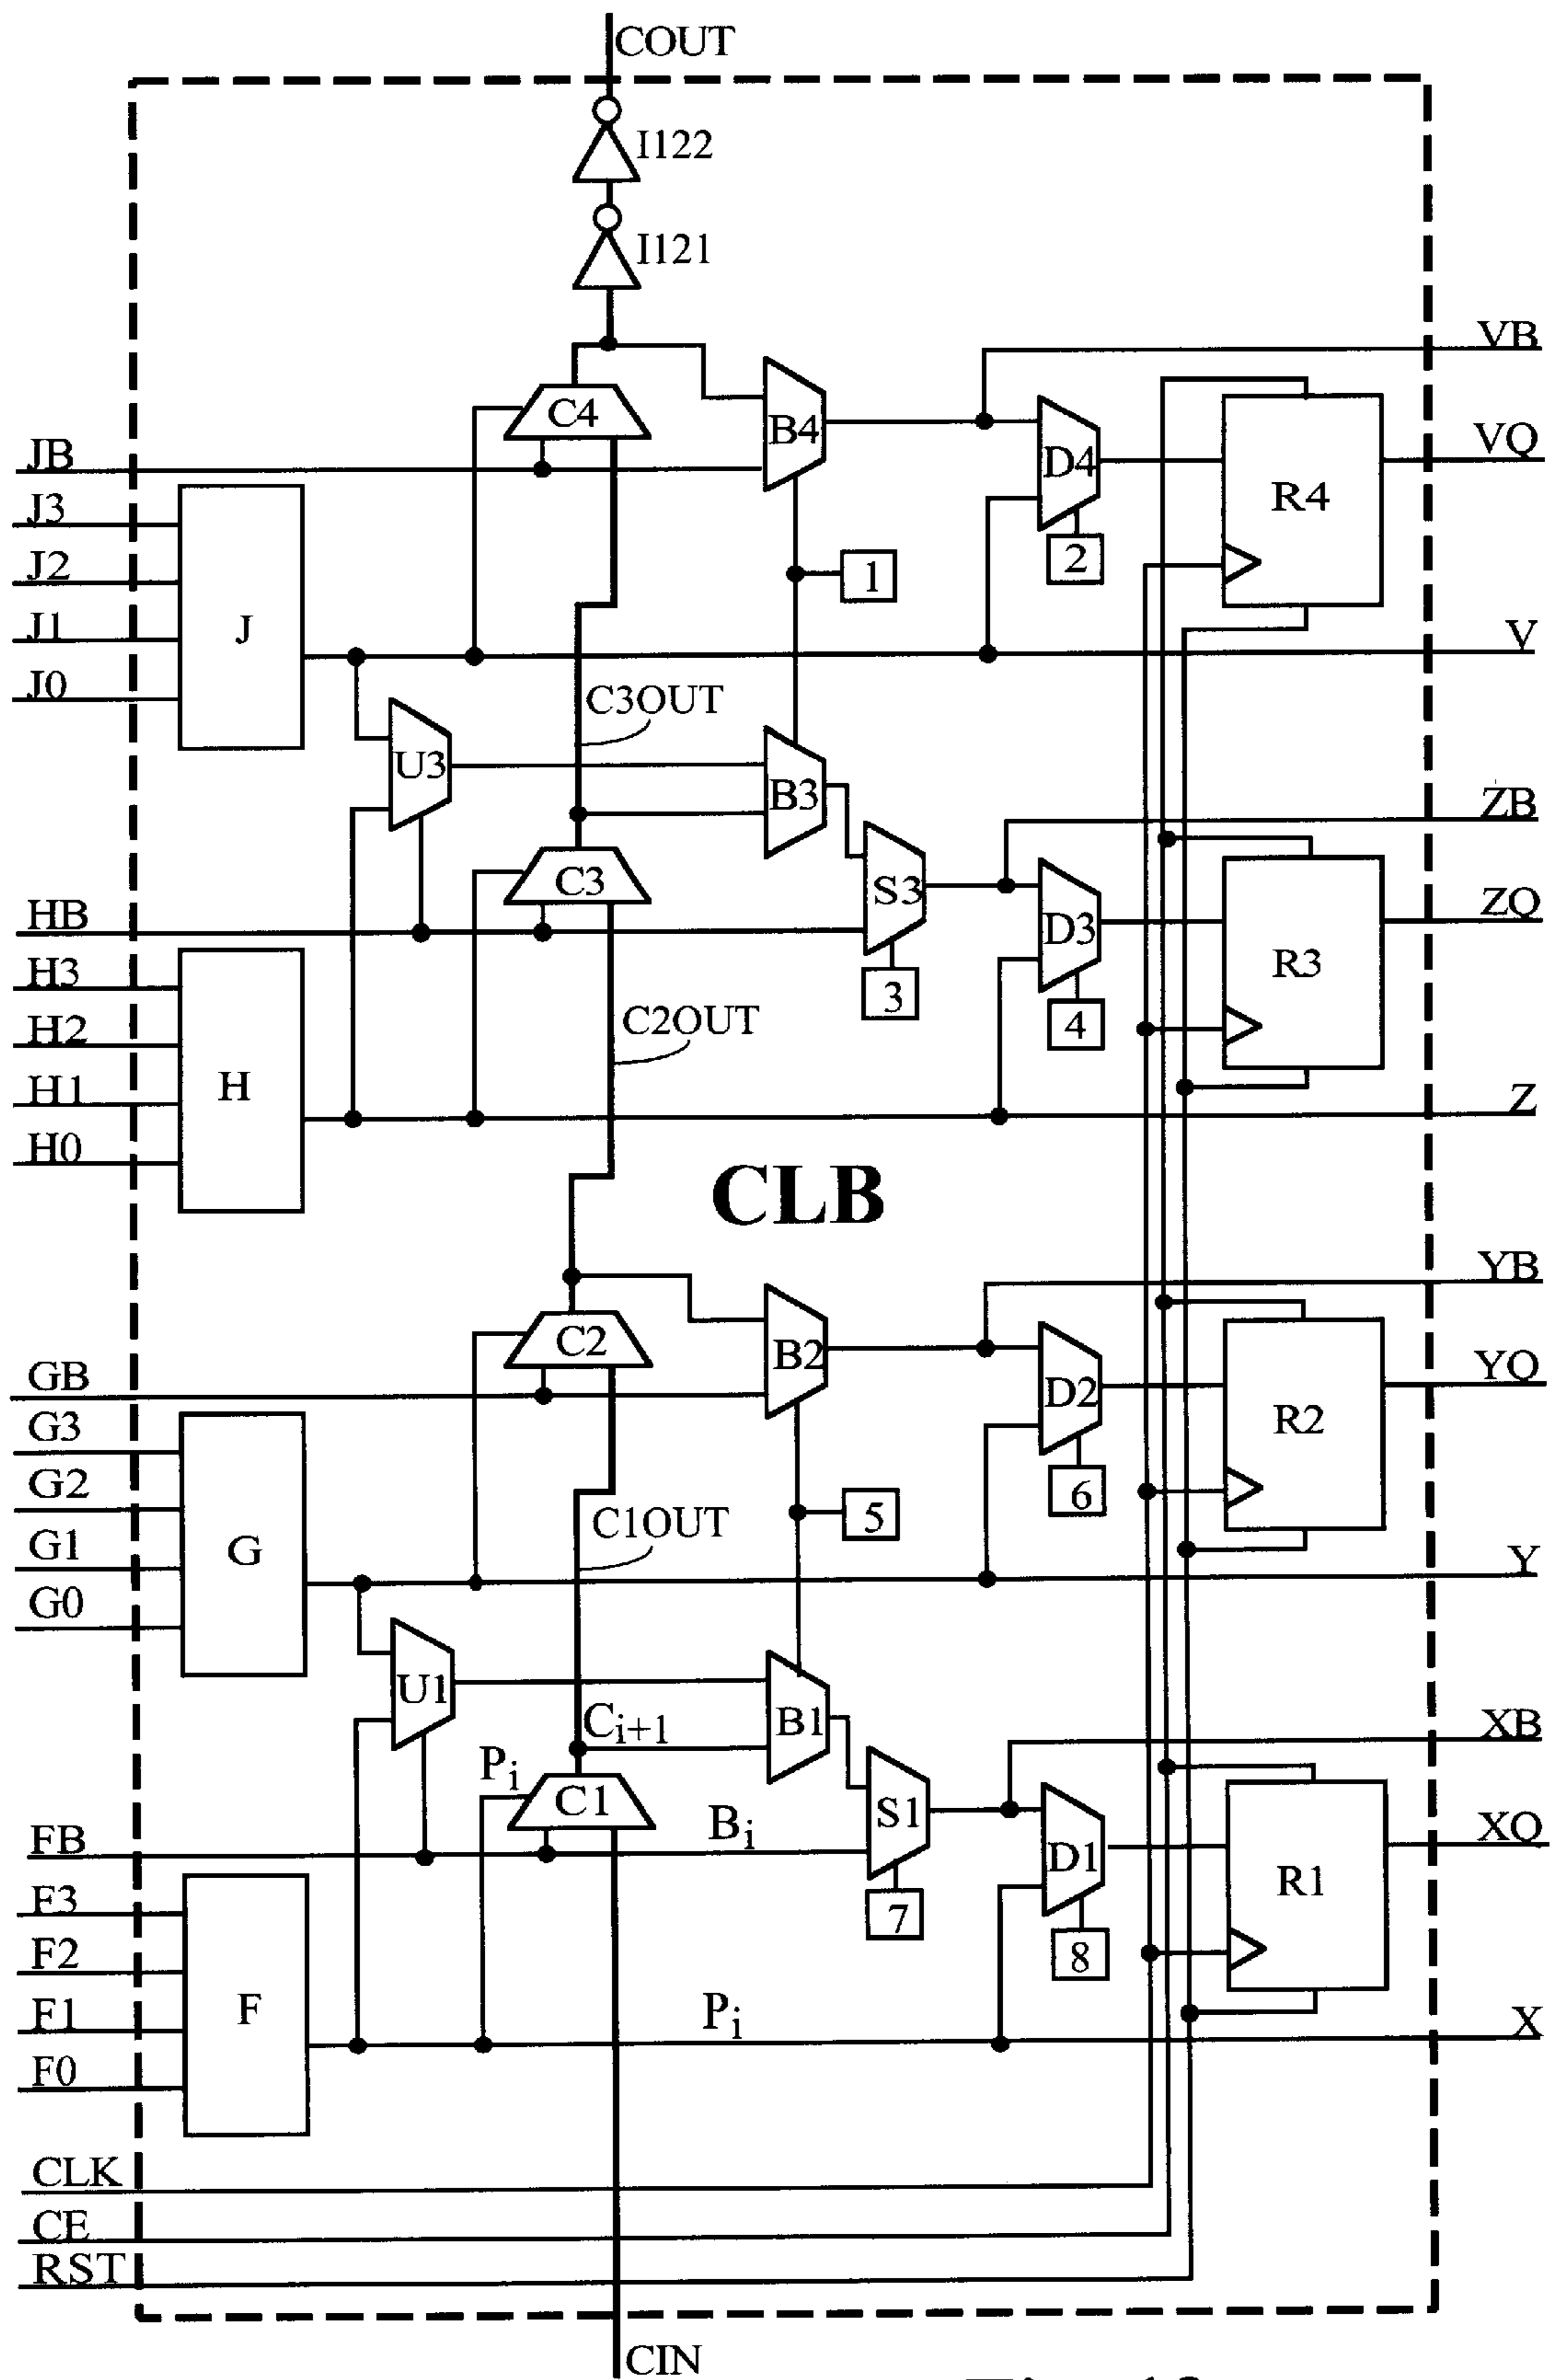 COUT
I122
I121
VB
C4
B4
JB
D4
VQ
R4
J3
J2
2
1
J1
J
V
J0
C3OUT
U3
B3
ZB
C3
S3
HB
D3
ZQ
R3
H3
3
4
C2OUT
H2
H
H1
Z
H0
CLB
YB
C2
B2
GB
D2
YQ
R2
G3
G2
6
5
C1OUT
G1
G
Y
G0
U1
Ci+1
B1
XB
Pi
C1
S1
Bi
FB
D1
XQ
R1
F3
7
F2
8
F1
F
Pi
X
F0
CLK
CE
RST
CIN